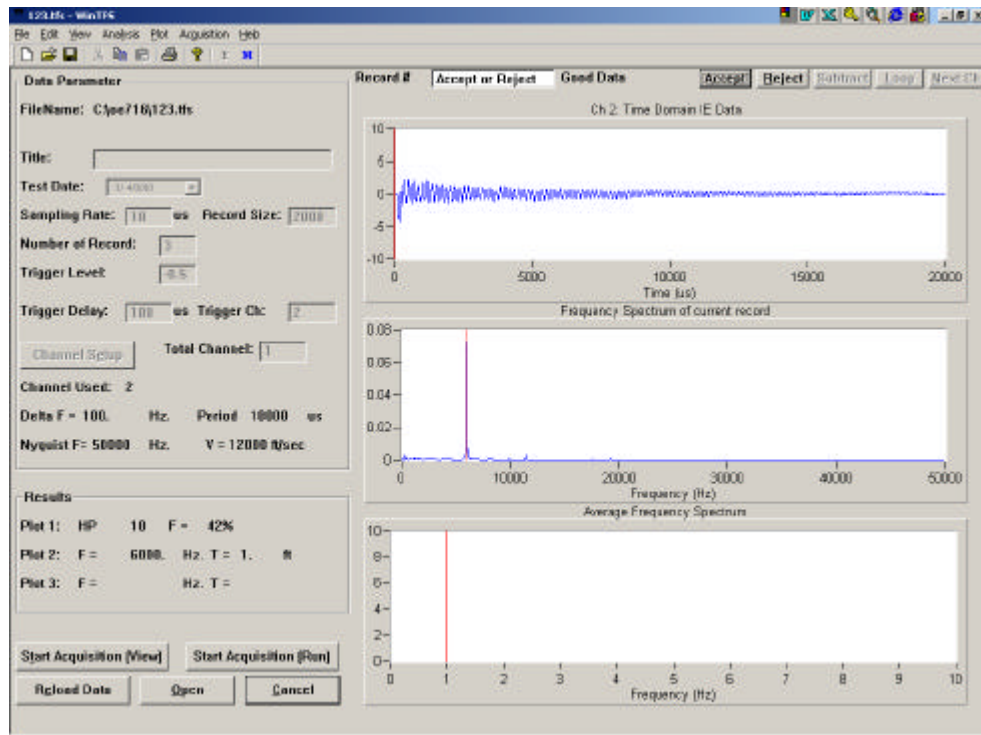 123.tfs - WinTFS
File Edit View Analysis Plot Acquistion Help
Data Parameter
FileName: C:\pe716\123.tfs
Title:
Test Date:
Sampling Rate: 10 us Record Size: 2000
Number of Record: 3
Trigger Level: -0.5
Trigger Delay: 100 us Trigger Ch: 2
Channel Setup Total Channel: 1
Channel Used: 2
Delta F = 100. Hz. Period 10000 us
Nyquist F= 50000 Hz. V = 12000 ft/sec
Results
Plot 1: HP 10 F = 42%
Plot 2: F = 6000. Hz. T = 1. ft
Plot 3: F = Hz. T =
Start Acquisition (View) Start Acquisition (Run)
Reload Data Open Cancel
Record # Accept or Reject Good Data Accept Reject Subtract Loop Next Ch
Ch 2: Time Domain IE Data
10
5
0
-5
-10
0 5000 10000 15000 20000
Time (us)
Frequency Spectrum of current record
0.08
0.06
0.04
0.02
0
0 10000 20000 30000 40000 50000
Frequency (Hz)
Average Frequency Spectrum
10
8
6
4
2
0
0 1 2 3 4 5 6 7 8 9 10
Frequency (Hz)